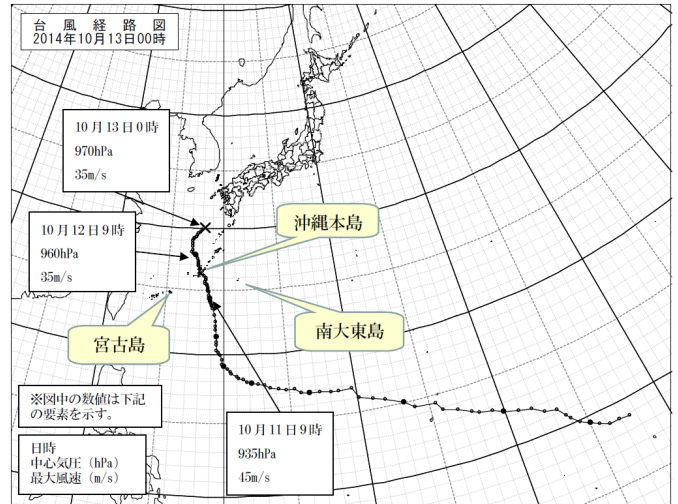 台風経路図
2014年10月13日00時
10月13日0時
970hPa
35m/s
沖縄本島
10月12日9時
960hPa
35m/s
南大東島
宮古島
※図中の数値は下記
の要素を示す。
10月11日9時
935hPa
45m/s
日時
中心気圧（hPa）
最大風速（m/s）